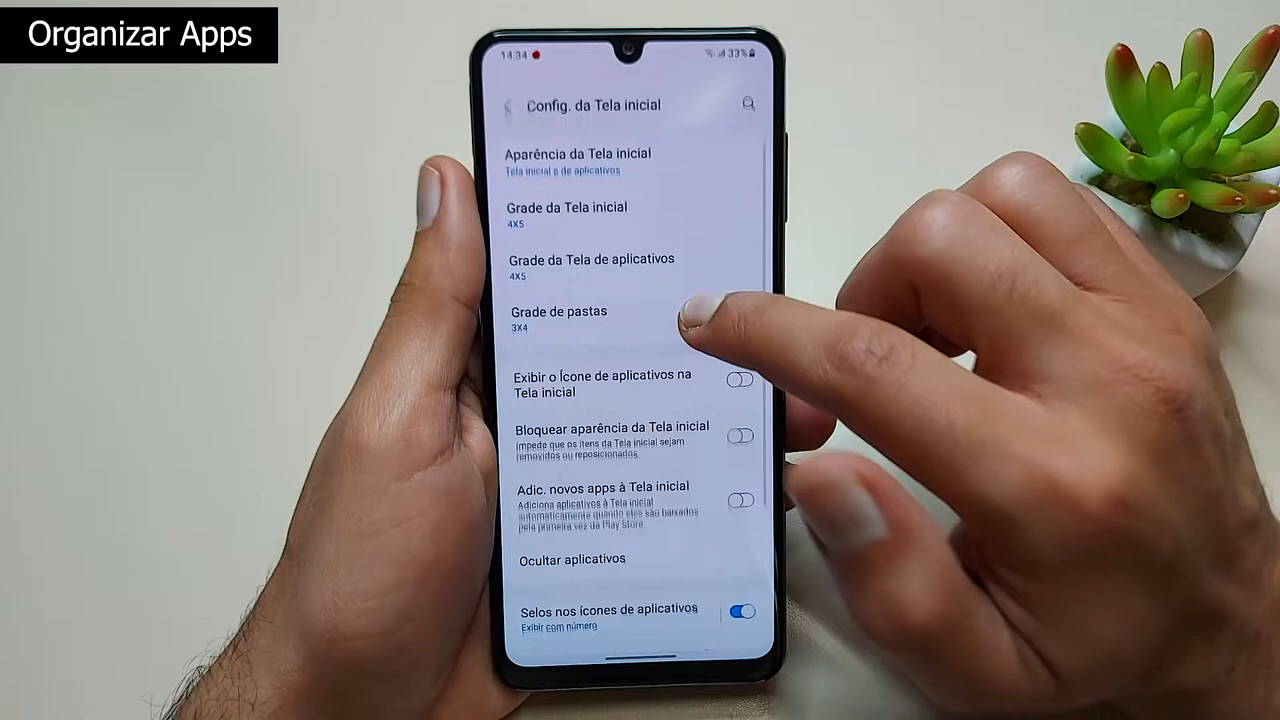 Organizar Apps
14:34
33%
Config. da Tela inicial
Aparência da Tela inicial
Tela inicial e de aplicativos
Grade da Tela inicial
4X5
Grade da Tela de aplicativos
4X5
Grade de pastas
3X4
Exibir o ícone de aplicativos na
Tela inicial
Bloquear aparência da Tela inicial
Impede que os itens da Tela inicial sejam
removidos ou reposicionados.
Adic. novos apps à Tela inicial
Adiciona aplicativos à Tela inicial
automaticamente quando eles são baixados
pela primeira vez da Play Store.
Ocultar aplicativos
Selos nos ícones de aplicativos
Exibir com número